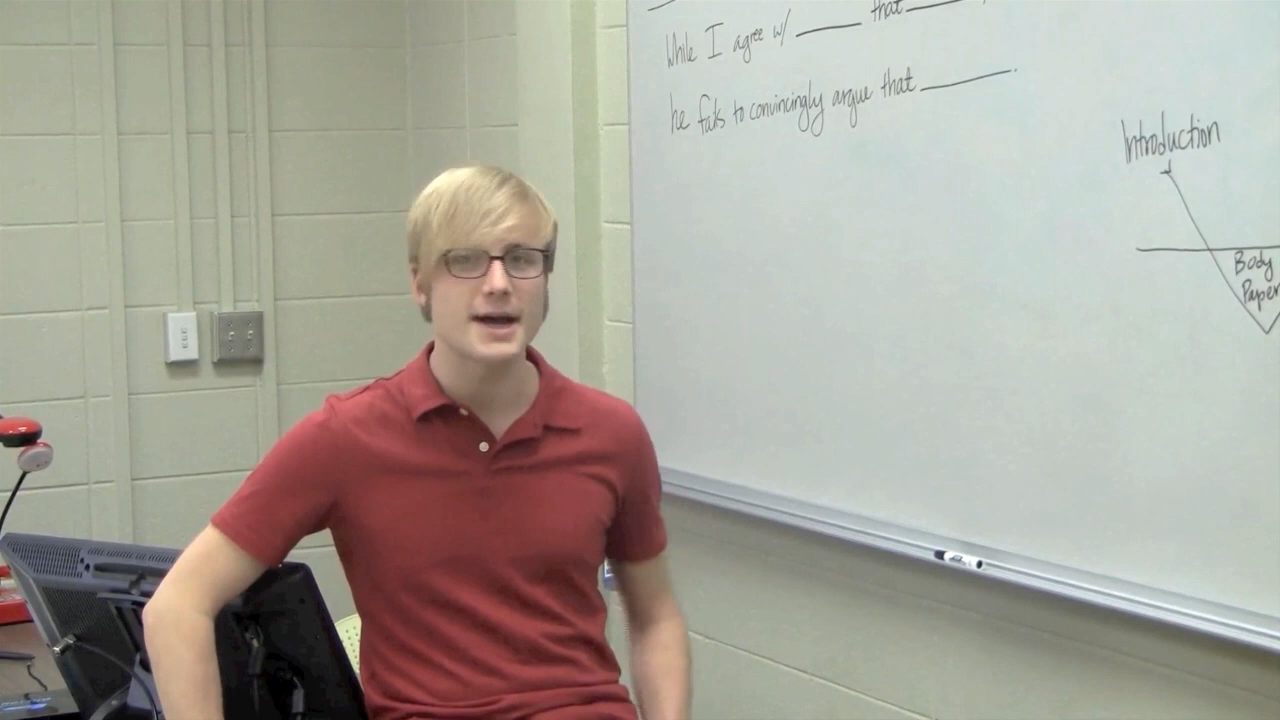 While I agree w/ ____ that ____
he fails to convincingly argue that ____.
Introduction
Body
Paper